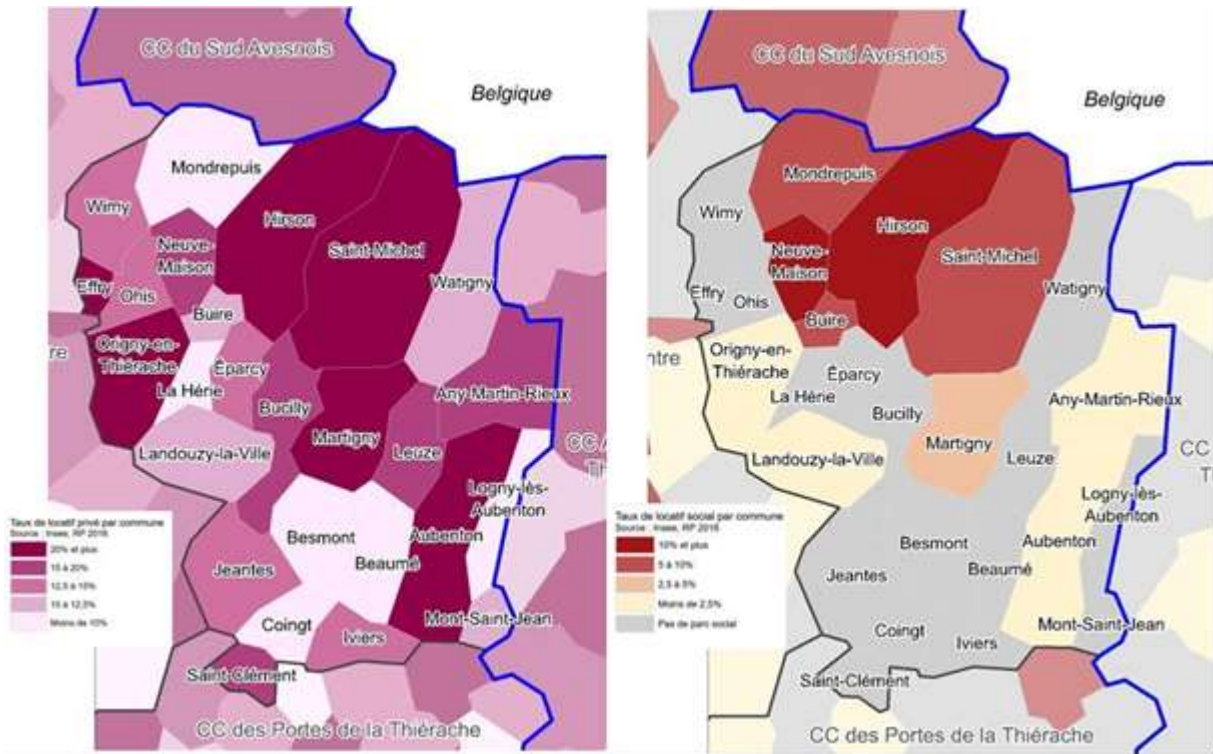 CC du Sud Avesnois
Belgique
Mondrepuis
Wimy
Hirson
Neuve-
Maison
Saint-Michel
Watigny
Effry
Ohis
Buire
Origny-en-
Thiérache
ntre
La Hérie
Éparcy
Bucilly
Any-Martin-Rieux
Martigny
Leuze
Landouzy-la-Ville
CC A
Thié
Logny-lès-
Aubenton
Aubenton
Besmont
Beaumé
Jeantes
Mont-Saint-Jean
Coingt
Iviers
Saint-Clément
CC des Portes de la Thiérache
Taux de locatif privé par commune
Source : Insee, RP 2016
20% et plus
15 à 20%
12,5 à 15%
Moins de 10%
CC du Sud Avesnois
Belgique
Mondrepuis
Wimy
Hirson
Neuve-
Maison
Saint-Michel
Watigny
Effry
Ohis
Buire
ntre
Origny-en-
Thiérache
La Hérie
Éparcy
Bucilly
Any-Martin-Rieux
Martigny
Leuze
Landouzy-la-Ville
CC
Logny-lès-
Aubenton
Aubenton
Besmont
Beaumé
Jeantes
Mont-Saint-Jean
Coingt
Iviers
Saint-Clément
CC des Portes de la Thiérache
Taux de locatif social par commune
Source : Insee, RP 2016
10% et plus
5 à 10%
2,5 à 5%
Moins de 2,5%
Pas de parc social